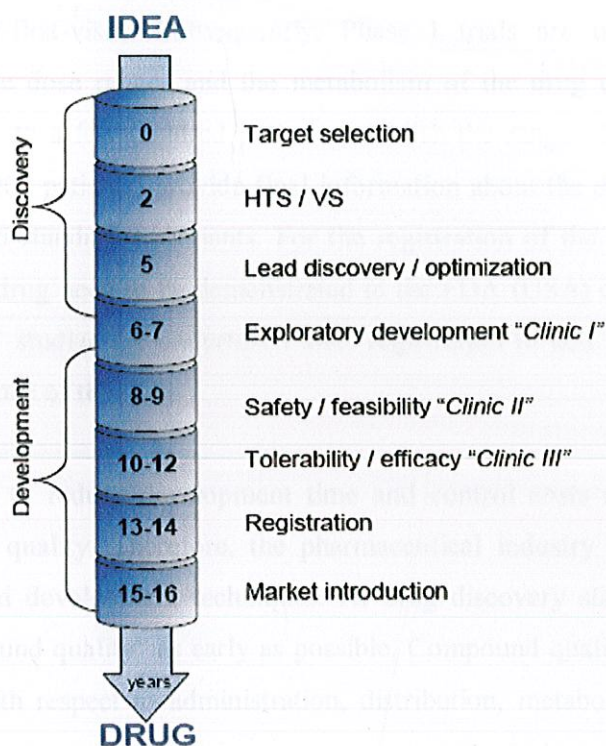 IDEA
Discovery
0 Target selection
2 HTS / VS
5 Lead discovery / optimization
6-7 Exploratory development "Clinic I"
Development
8-9 Safety / feasibility "Clinic II"
10-12 Tolerability / efficacy "Clinic III"
13-14 Registration
15-16 Market introduction
years
DRUG